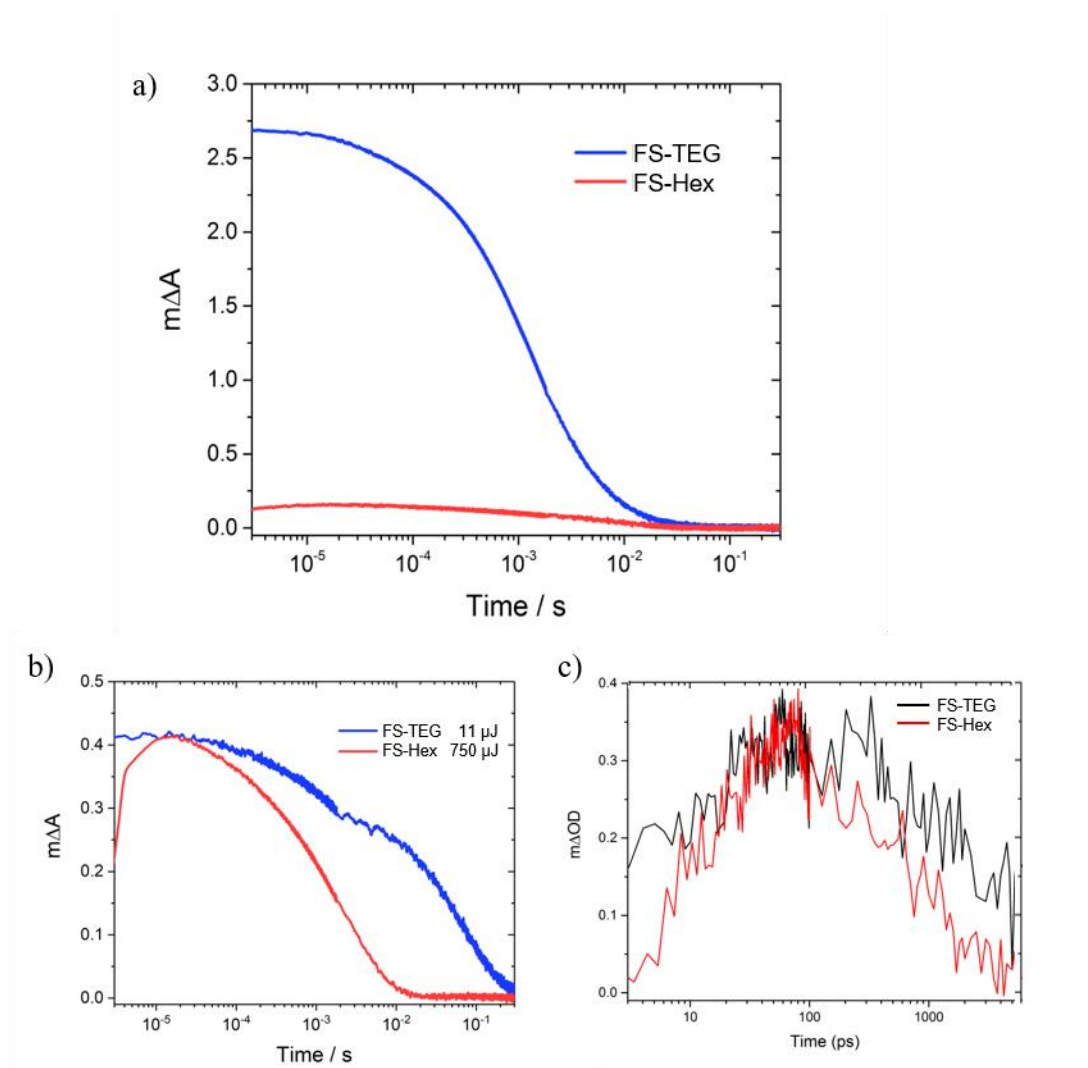 a)
3.0
2.5
2.0
1.5
1.0
0.5
0.0
mΔA
FS-TEG
FS-Hex
10⁻⁵ 10⁻⁴ 10⁻³ 10⁻² 10⁻¹
Time / s
b)
0.5
0.4
0.3
0.2
0.1
0.0
mΔA
FS-TEG 11 µJ
FS-Hex 750 µJ
10⁻⁵ 10⁻⁴ 10⁻³ 10⁻² 10⁻¹
Time / s
c)
0.4
0.3
0.2
0.1
0.0
mΔOD
FS-TEG
FS-Hex
10 100 1000
Time (ps)